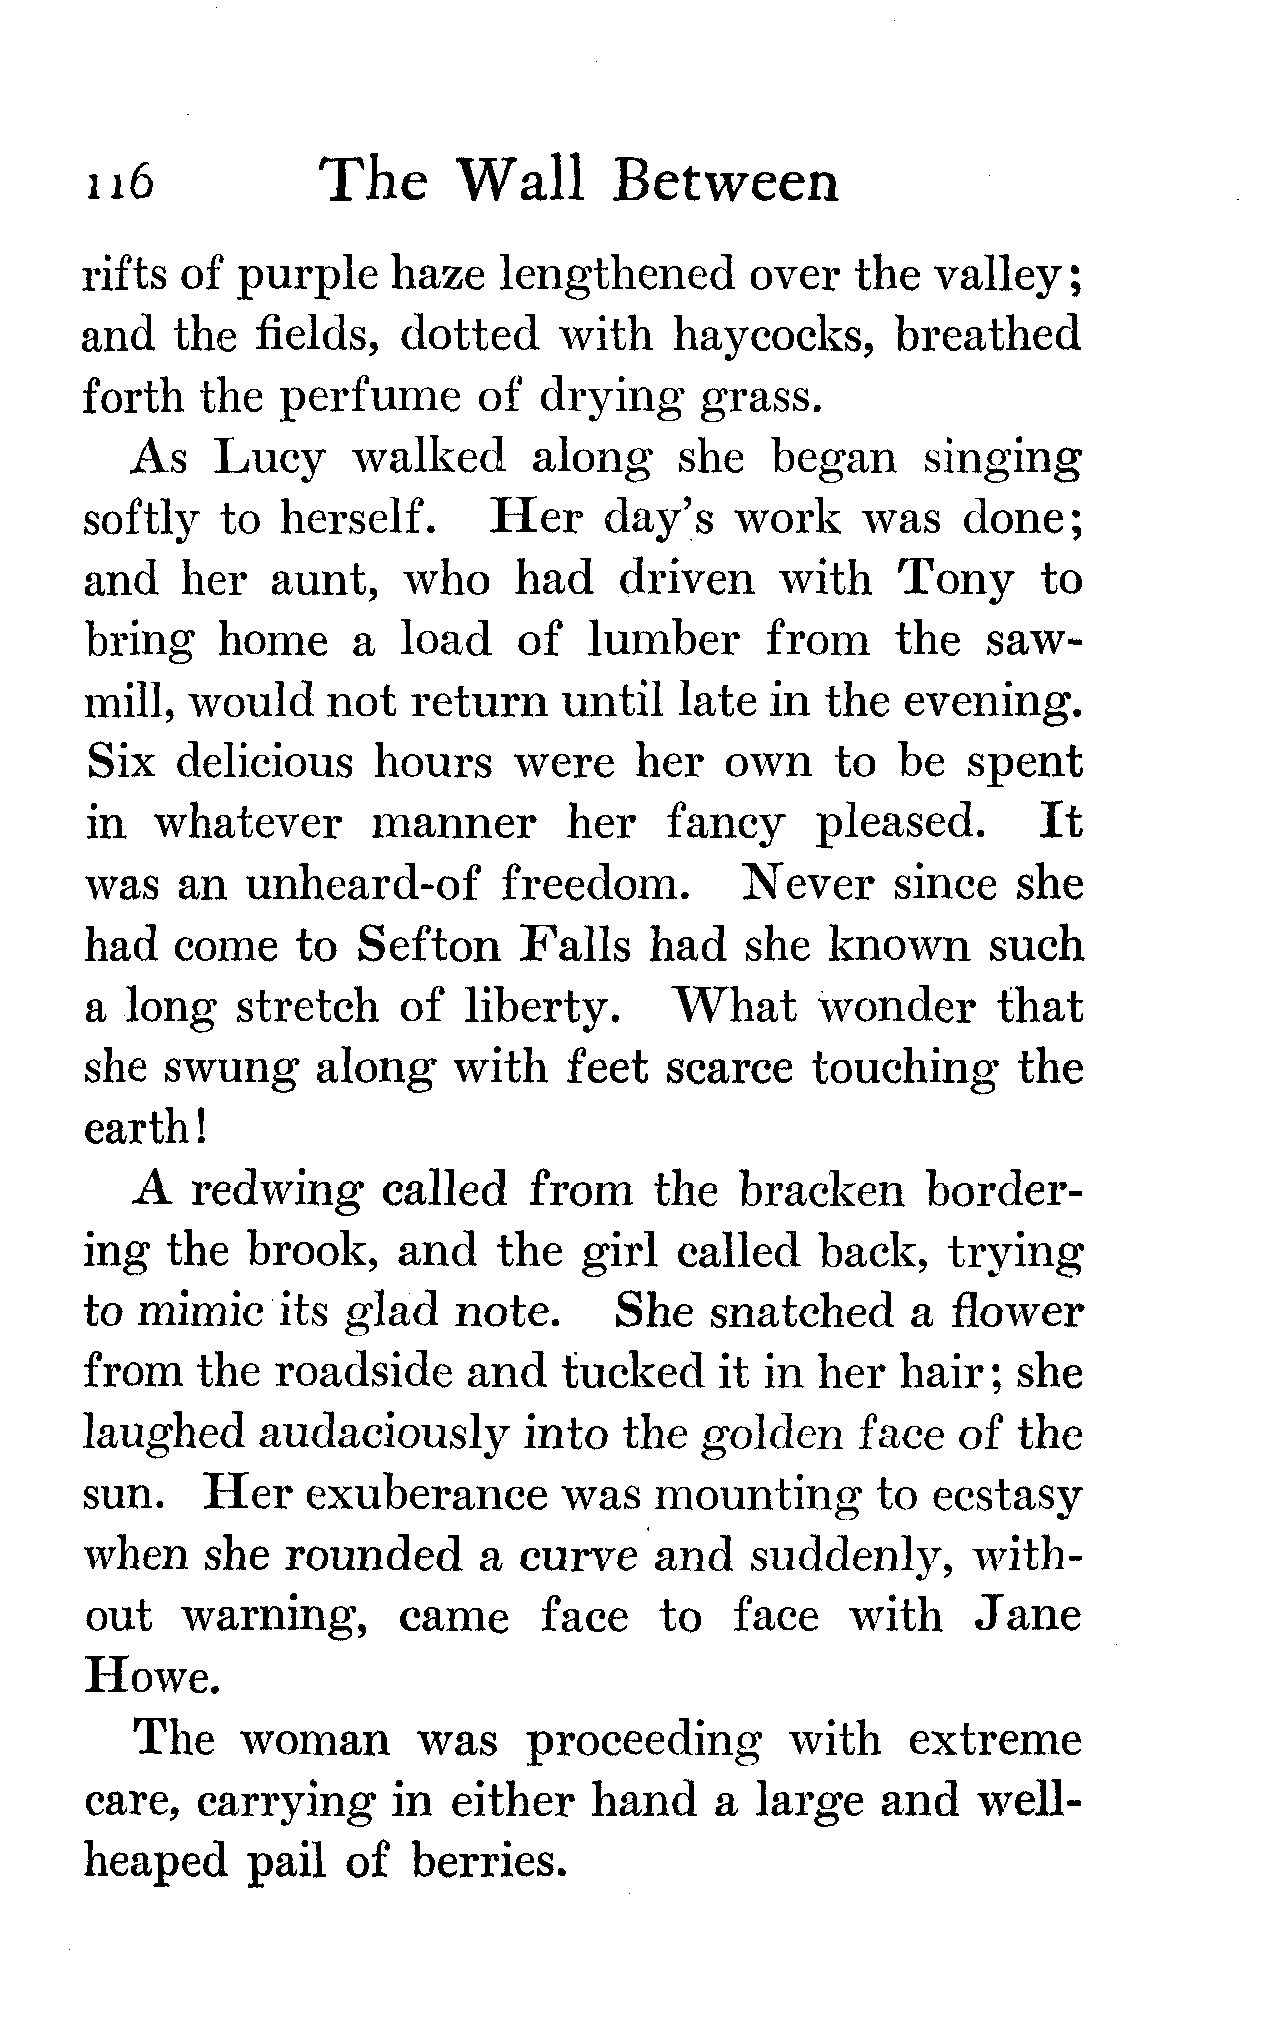 116 The Wall Between
rifts of purple haze lengthened over the valley;
and the fields, dotted with haycocks, breathed
forth the perfume of drying grass.
As Lucy walked along she began singing
softly to herself. Her day's work was done;
and her aunt, who had driven with Tony to
bring home a load of lumber from the saw-
mill, would not return until late in the evening.
Six delicious hours were her own to be spent
in whatever manner her fancy pleased. It
was an unheard-of freedom. Never since she
had come to Sefton Falls had she known such
a long stretch of liberty. What wonder that
she swung along with feet scarce touching the
earth!
A redwing called from the bracken border-
ing the brook, and the girl called back, trying
to mimic its glad note. She snatched a flower
from the roadside and tucked it in her hair; she
laughed audaciously into the golden face of the
sun. Her exuberance was mounting to ecstasy
when she rounded a curve and suddenly, with-
out warning, came face to face with Jane
Howe.
The woman was proceeding with extreme
care, carrying in either hand a large and well-
heaped pail of berries.